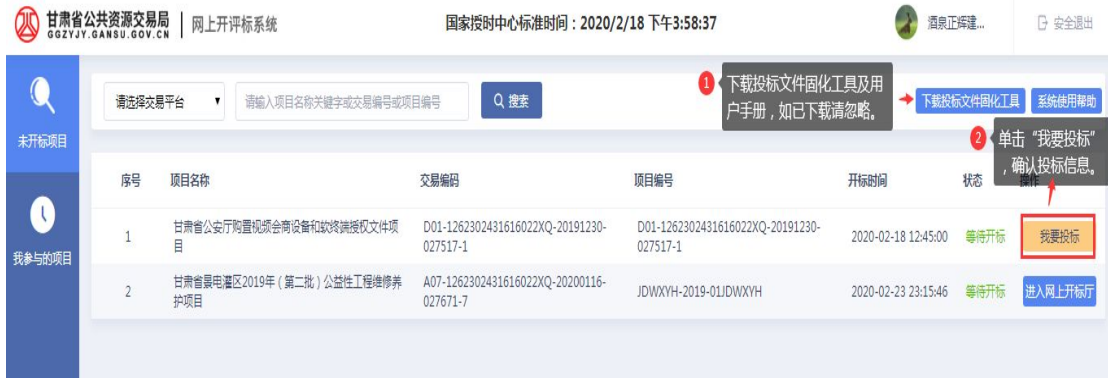 甘肃省公共资源交易局 网上开评标系统
GGZYJY.GANSU.GOV.CN
国家授时中心标准时间：2020/2/18 下午3:58:37
酒泉正辉建...
安全退出
未开标项目
我参与的项目
请选择交易平台
请输入项目名称关键字或交易编号或项目编号
搜索
1
下载投标文件固化工具及用
户手册，如已下载请忽略。
下载投标文件固化工具
系统使用帮助
2
单击“我要投标”
，确认投标信息。
序号 项目名称 交易编码 项目编号 开标时间 状态 操作
1
甘肃省公安厅购置视频会商设备和软终端授权文件项
目
D01-1262302431616022XQ-20191230-
027517-1
D01-1262302431616022XQ-20191230-
027517-1
2020-02-18 12:45:00
等待开标
我要投标
2
甘肃省景电灌区2019年（第二批）公益性工程维修养
护项目
A07-1262302431616022XQ-20200116-
027671-7
JDWXYH-2019-01JDWXYH
2020-02-23 23:15:46
等待开标
进入网上开标厅